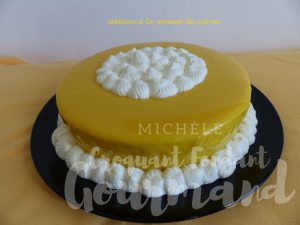 Gâteau à la mousse de citron
MICHÈLE
Croquant Fondant
Gourmand